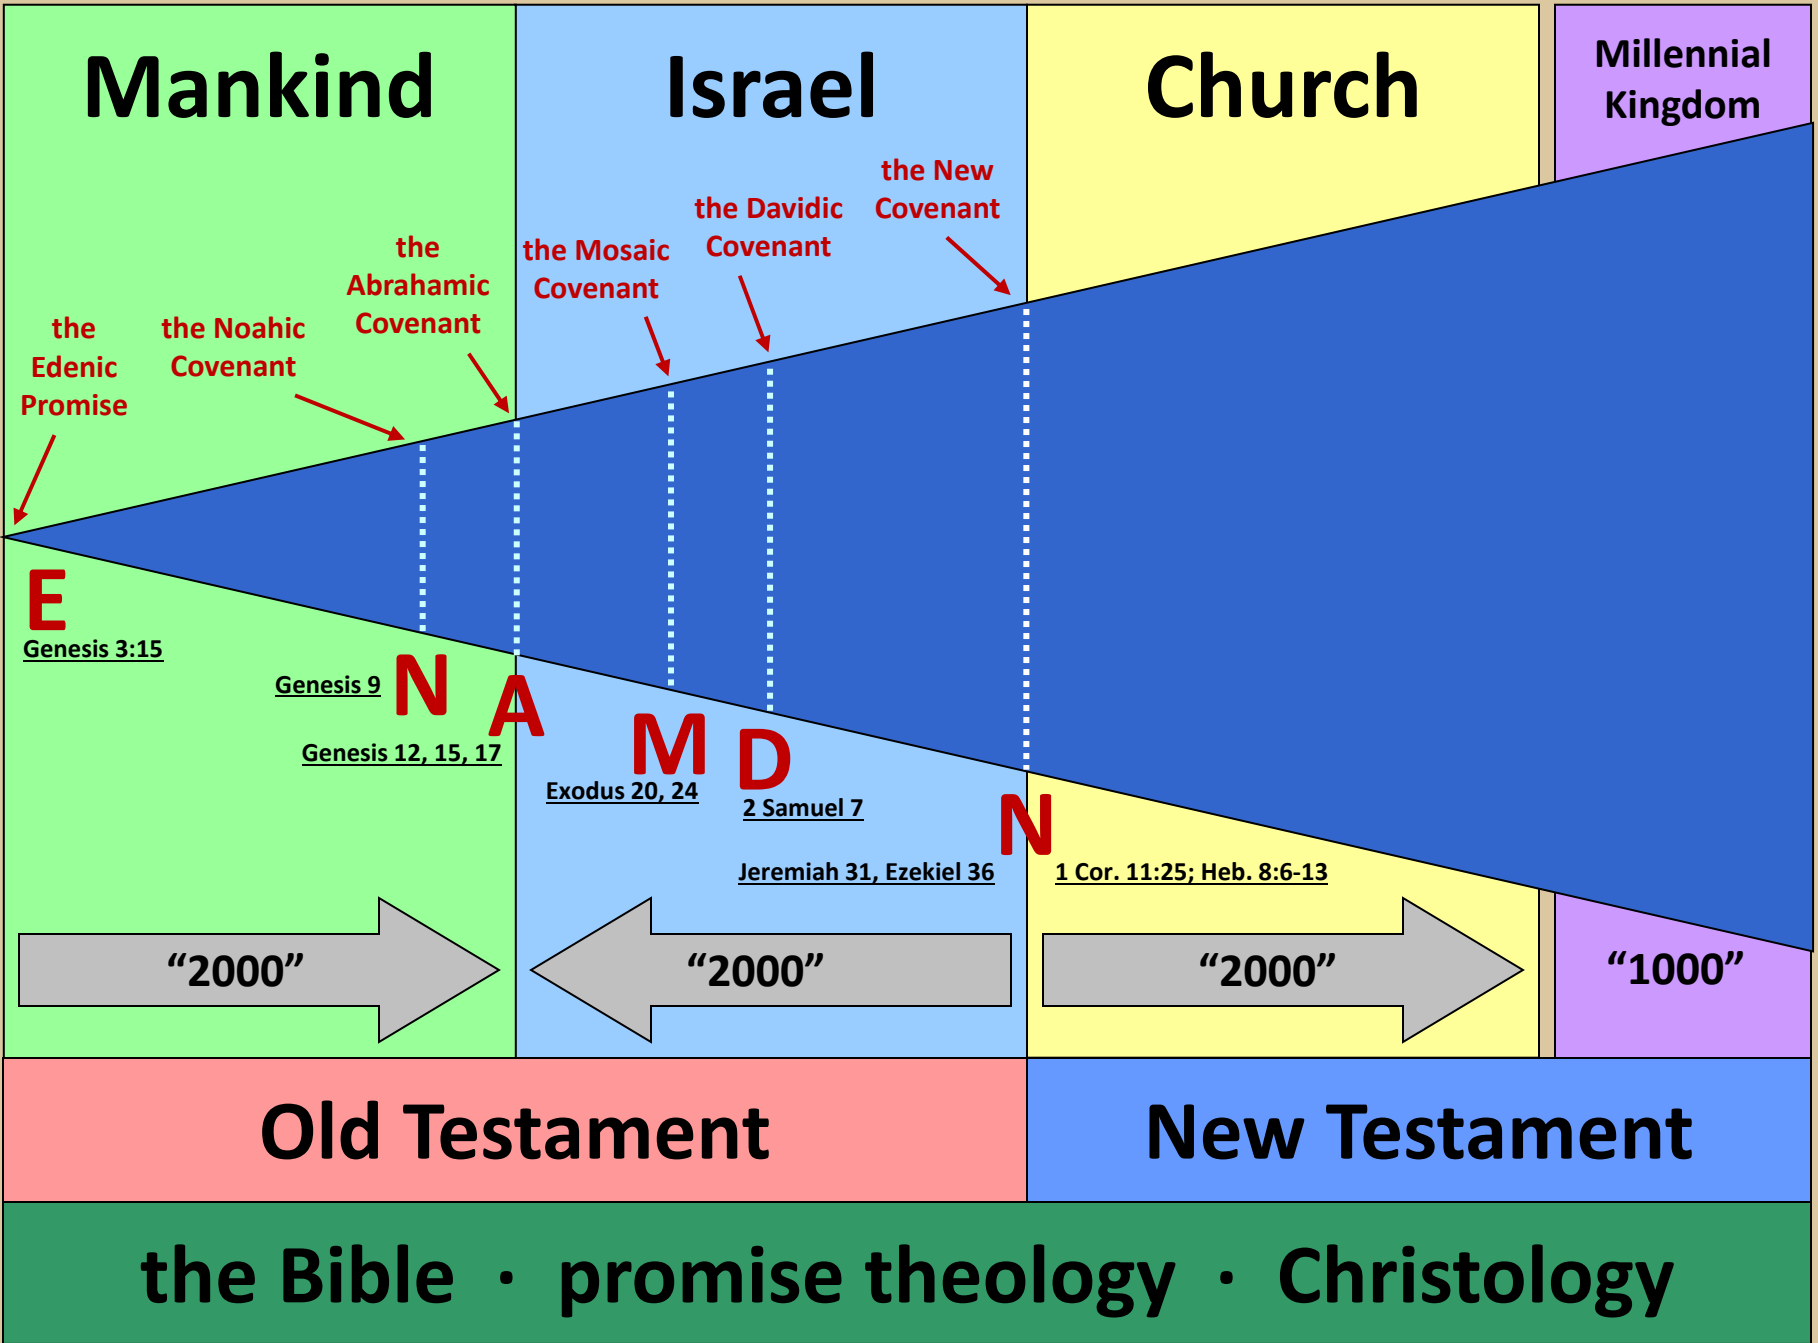 Mankind
Israel
Church
Millennial
Kingdom
the
Edenic
Promise
the Noahic
Covenant
the
Abrahamic
Covenant
the Mosaic
Covenant
the Davidic
Covenant
the New
Covenant
E
Genesis 3:15
Genesis 9
N
Genesis 12, 15, 17
A
Exodus 20, 24
M
D
2 Samuel 7
Jeremiah 31, Ezekiel 36
N
1 Cor. 11:25; Heb. 8:6-13
“2000”
“2000”
“2000”
“1000”
Old Testament
New Testament
the Bible · promise theology · Christology